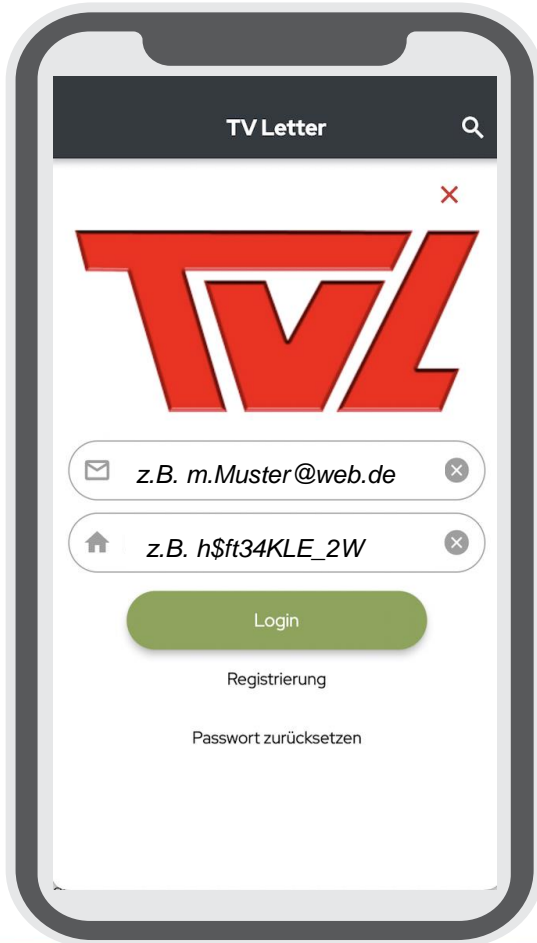 TV Letter
TVL
z.B. m.Muster@web.de
z.B. h$ft34KLE_2W
Login
Registrierung
Passwort zurücksetzen